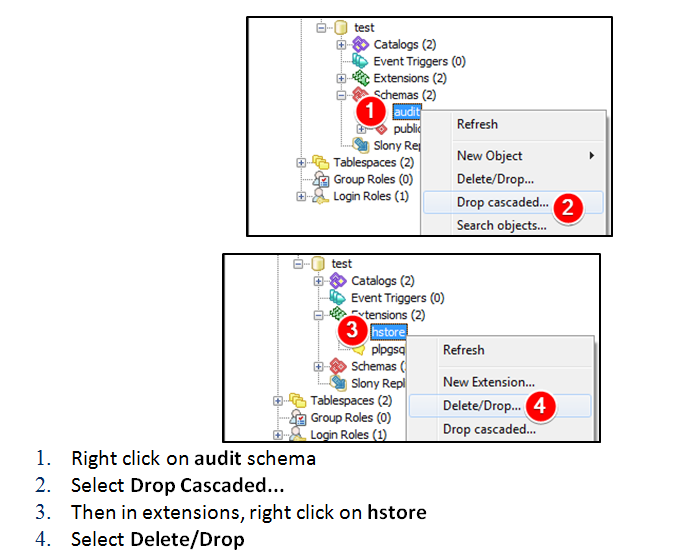 test
Catalogs (2)
Event Triggers (0)
Extensions (2)
Schemas (2)
1
audit
public
Slony Rep
Tablespaces (2)
Group Roles (0)
Login Roles (1)
Refresh
New Object
Delete/Drop...
Drop cascaded...
2
Search objects...
test
Catalogs (2)
Event Triggers (0)
Extensions (2)
3
hstore
plpgsq
Schemas (
Slony Repl
Tablespaces (2)
Group Roles (0)
Login Roles (1)
Refresh
New Extension...
Delete/Drop...
4
Drop cascaded...
1. Right click on audit schema
2. Select Drop Cascaded...
3. Then in extensions, right click on hstore
4. Select Delete/Drop